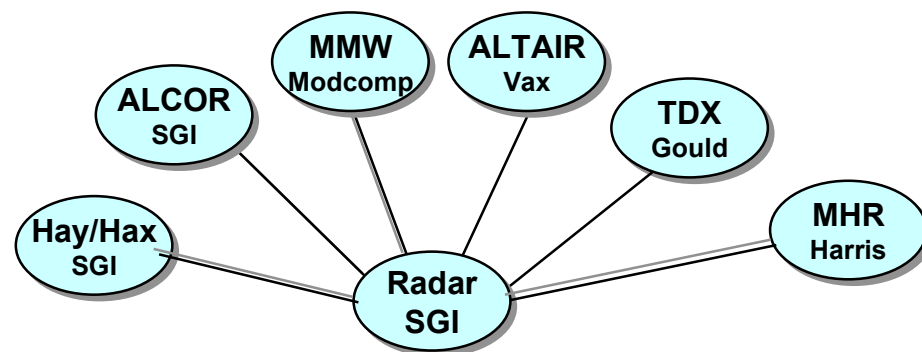 MMW
Modcomp
ALTAIR
Vax
ALCOR
SGI
TDX
Gould
Hay/Hax
SGI
MHR
Harris
Radar
SGI